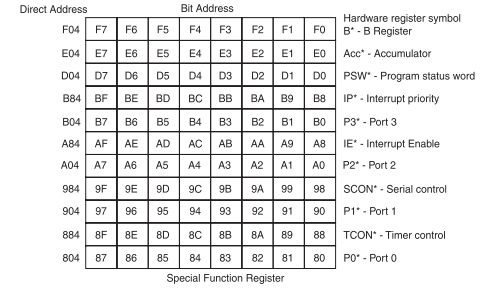 Direct Address Bit Address
Hardware register symbol
F04 F7 F6 F5 F4 F3 F2 F1 F0 B* - B Register
E04 E7 E6 E5 E4 E3 E2 E1 E0 Acc* - Accumulator
D04 D7 D6 D5 D4 D3 D2 D1 D0 PSW* - Program status word
B84 BF BE BD BC BB BA B9 B8 IP* - Interrupt priority
B04 B7 B6 B5 B4 B3 B2 B1 B0 P3* - Port 3
A84 AF AE AD AC AB AA A9 A8 IE* - Interrupt Enable
A04 A7 A6 A5 A4 A3 A2 A1 A0 P2* - Port 2
984 9F 9E 9D 9C 9B 9A 99 98 SCON* - Serial control
904 97 96 95 94 93 92 91 90 P1* - Port 1
884 8F 8E 8D 8C 8B 8A 89 88 TCON* - Timer control
804 87 86 85 84 83 82 81 80 P0* - Port 0
Special Function Register